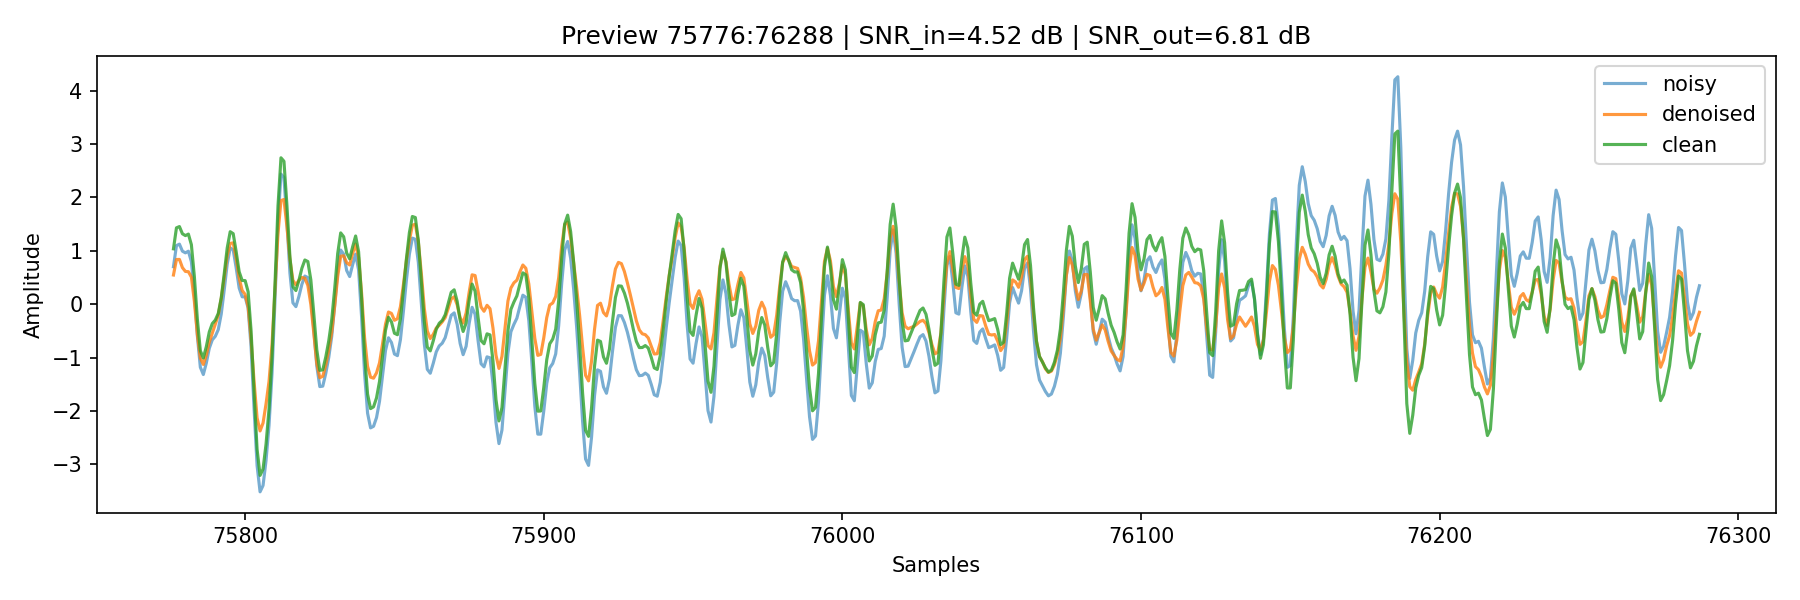 Preview 75776:76288 | SNR_in=4.52 dB | SNR_out=6.81 dB
noisy
denoised
clean
Amplitude
4
3
2
1
0
−1
−2
−3
75800 75900 76000 76100 76200 76300
Samples